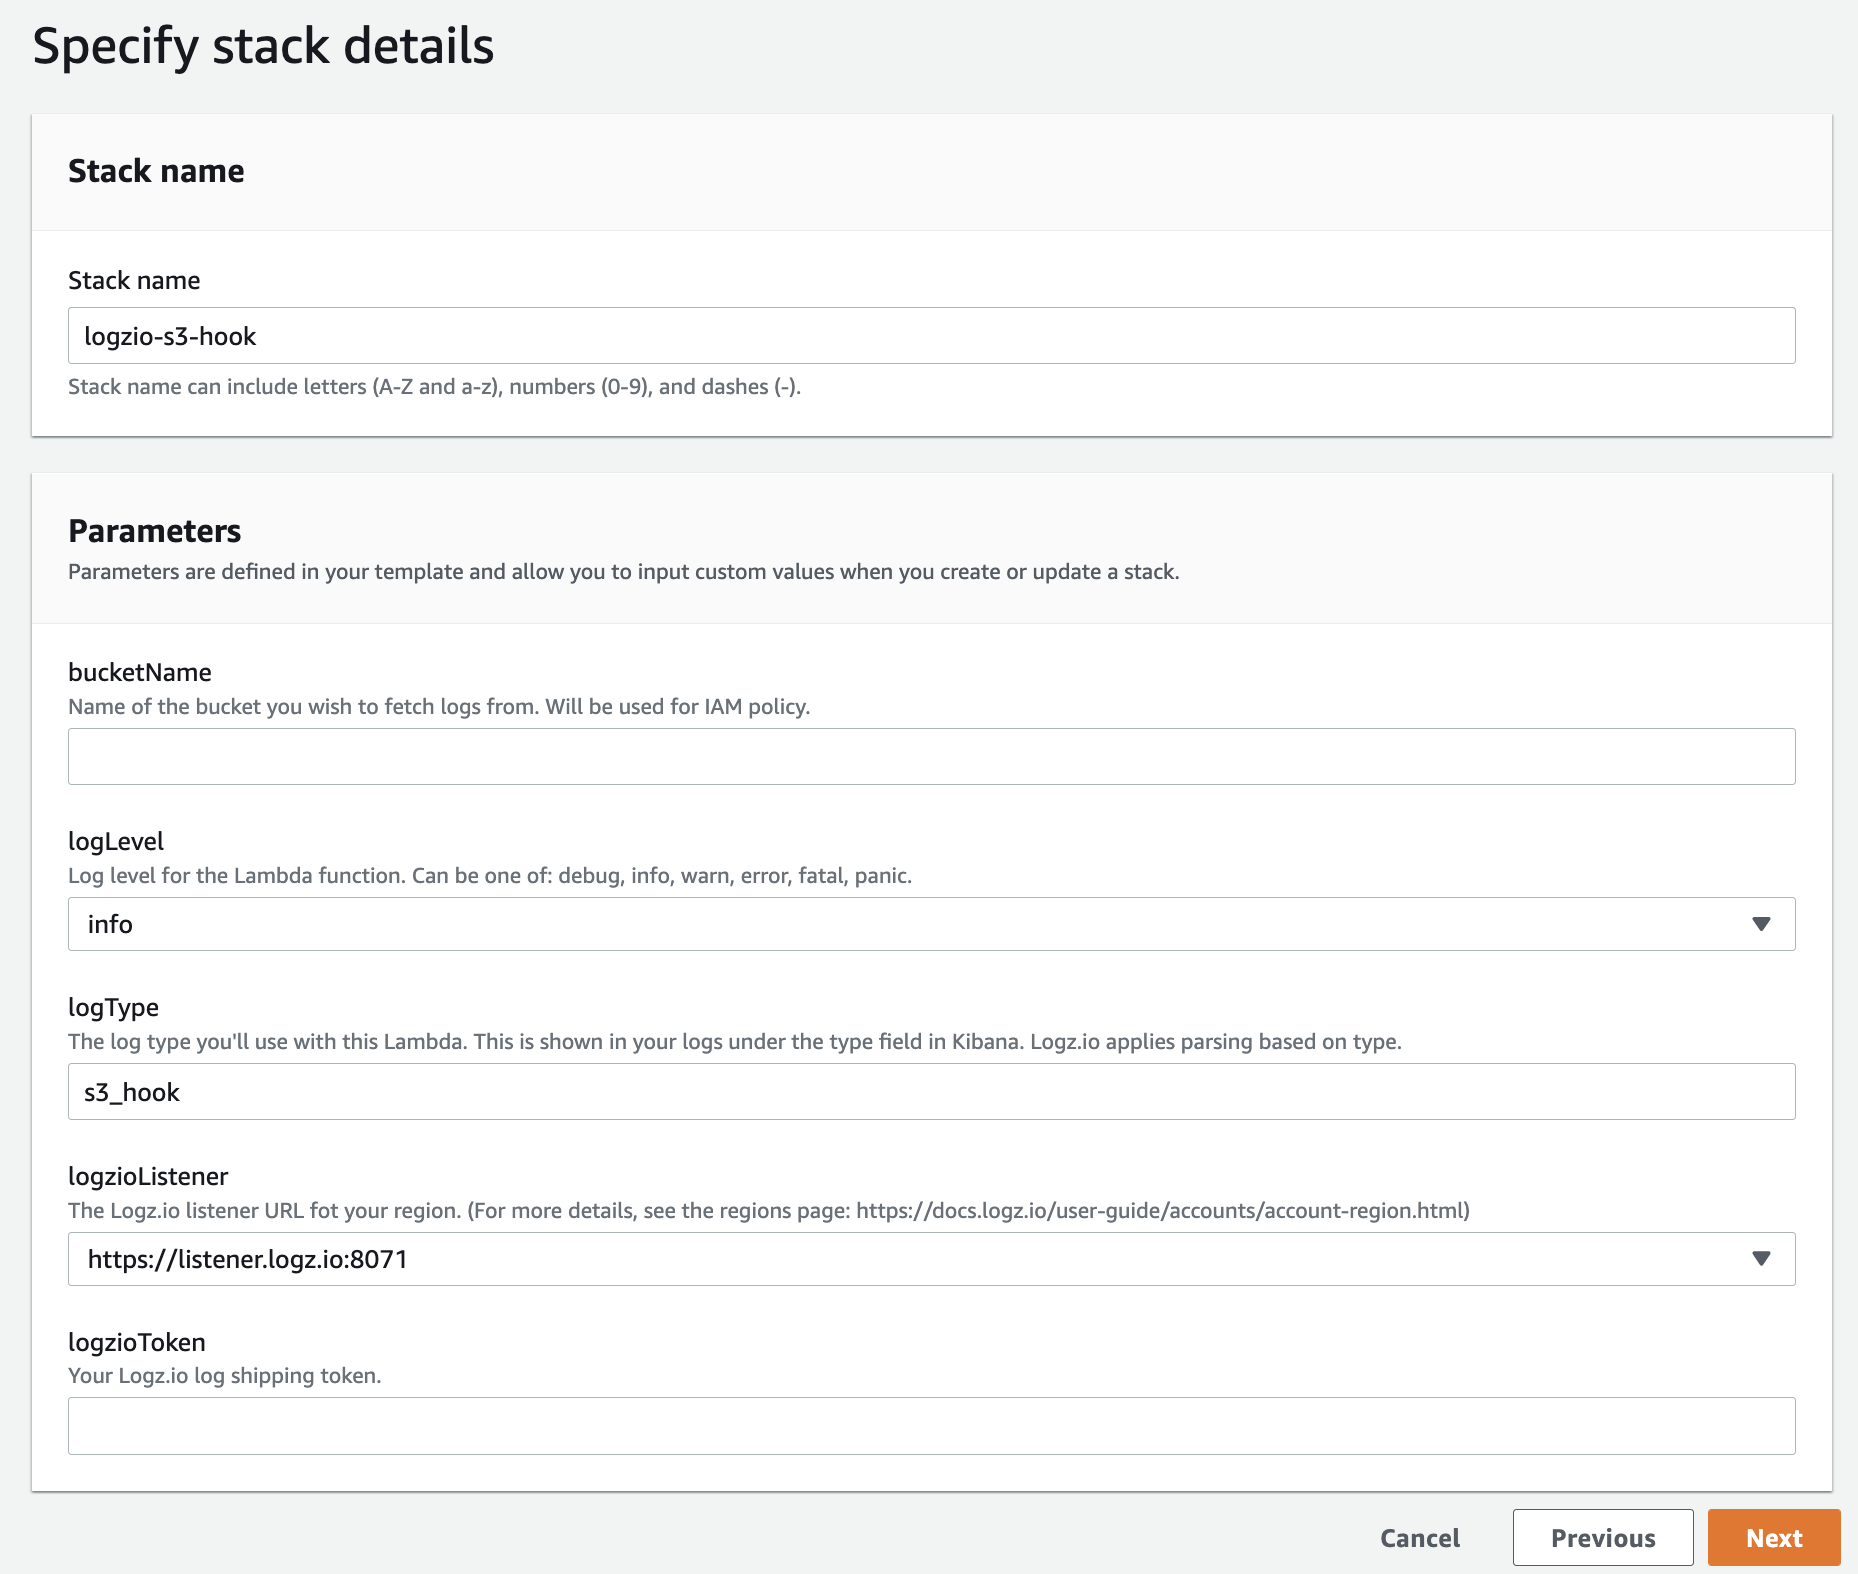 Specify stack details
Stack name
Stack name
logzio-s3-hook
Stack name can include letters (A-Z and a-z), numbers (0-9), and dashes (-).
Parameters
Parameters are defined in your template and allow you to input custom values when you create or update a stack.
bucketName
Name of the bucket you wish to fetch logs from. Will be used for IAM policy.
logLevel
Log level for the Lambda function. Can be one of: debug, info, warn, error, fatal, panic.
info
logType
The log type you'll use with this Lambda. This is shown in your logs under the type field in Kibana. Logz.io applies parsing based on type.
s3_hook
logzioListener
The Logz.io listener URL fot your region. (For more details, see the regions page: https://docs.logz.io/user-guide/accounts/account-region.html)
https://listener.logz.io:8071
logzioToken
Your Logz.io log shipping token.
Cancel Previous Next